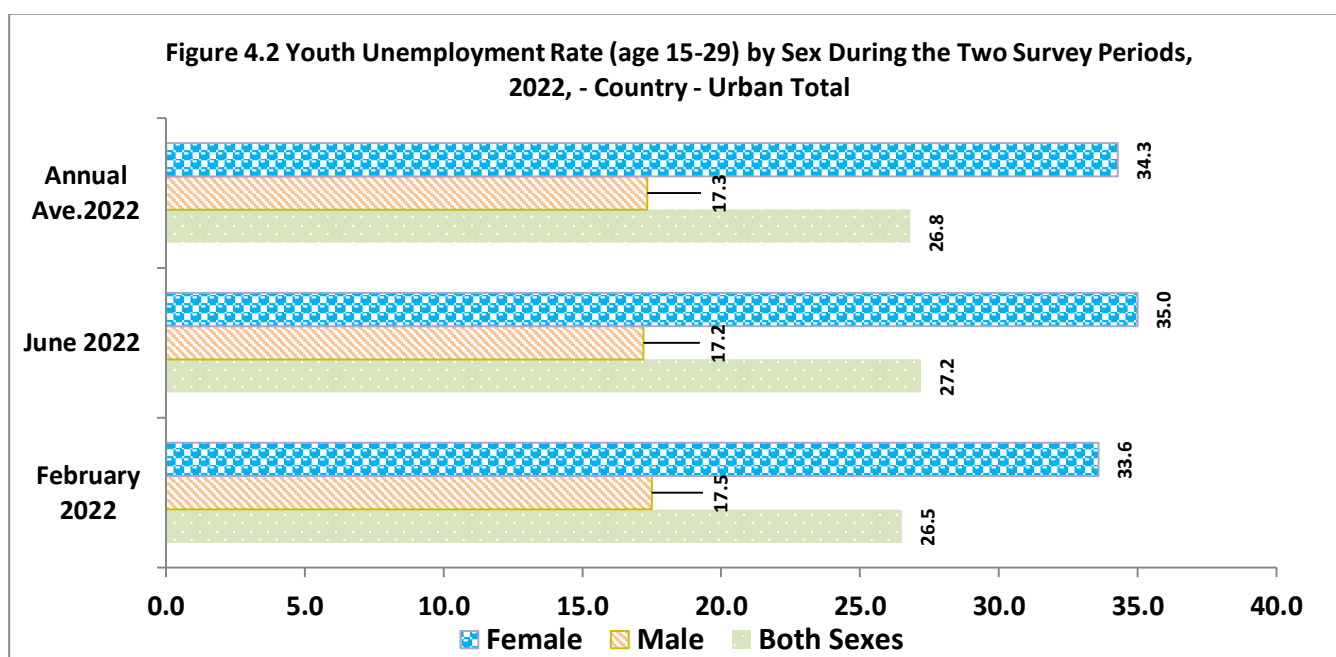 Figure 4.2 Youth Unemployment Rate (age 15-29) by Sex During the Two Survey Periods,
2022, - Country - Urban Total
Annual
Ave.2022
34.3
17.3
26.8
June 2022
35.0
17.2
27.2
February
2022
33.6
17.5
26.5
0.0 5.0 10.0 15.0 20.0 25.0 30.0 35.0 40.0
Female Male Both Sexes